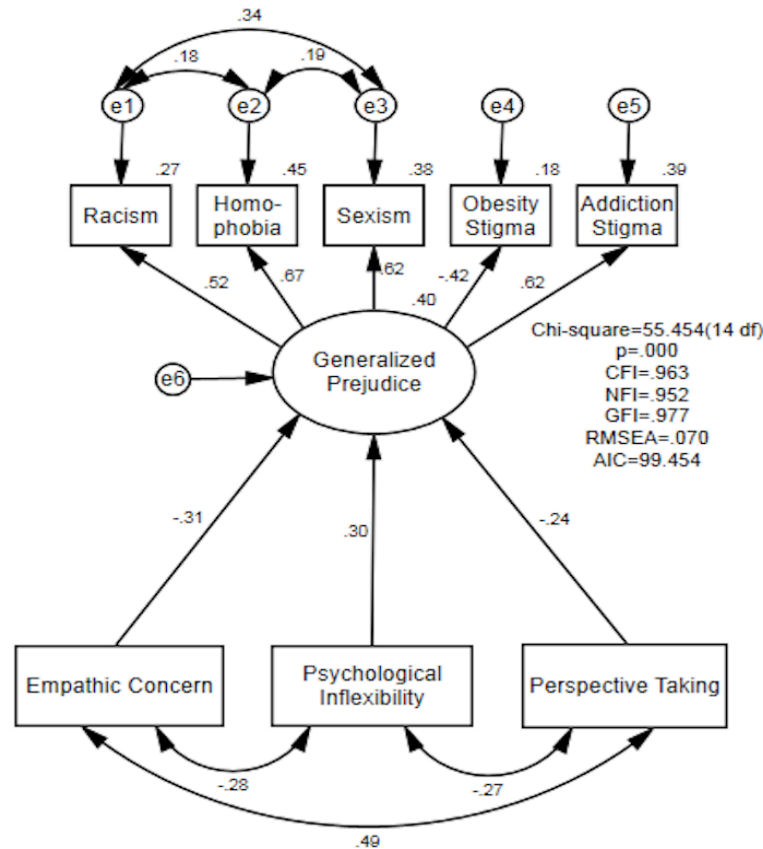 .34
.18
.19
e1
e2
e3
e4
e5
.27
.45
.38
.18
.39
Racism
Homo-
phobia
Sexism
Obesity
Stigma
Addiction
Stigma
.52
.67
.62
-.42
.62
.40
Generalized
Prejudice
e6
Chi-square=55.454(14 df)
p=.000
CFI=.963
NFI=.952
GFI=.977
RMSEA=.070
AIC=99.454
-.31
.30
-.24
Empathic Concern
Psychological
Inflexibility
Perspective Taking
-.28
-.27
.49